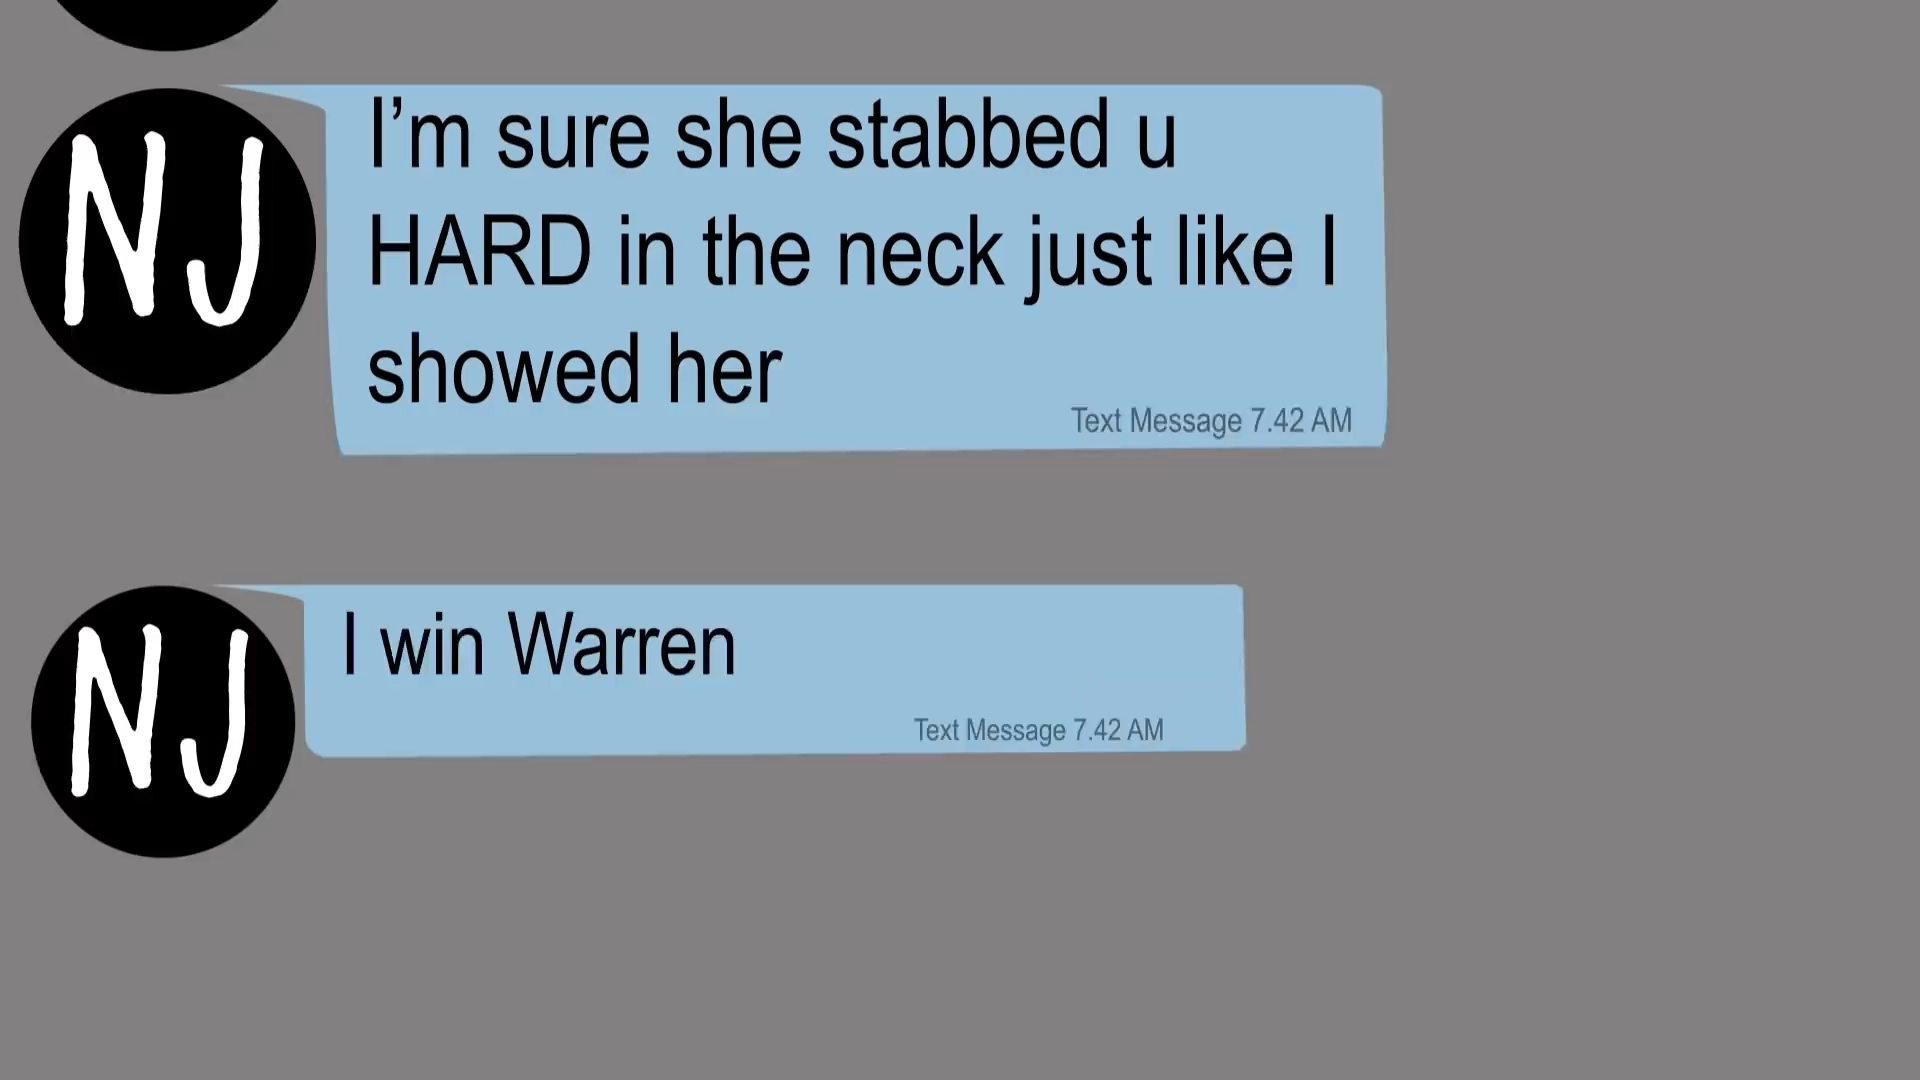 NJ
I’m sure she stabbed u
HARD in the neck just like I
showed her
Text Message 7.42 AM
NJ
I win Warren
Text Message 7.42 AM